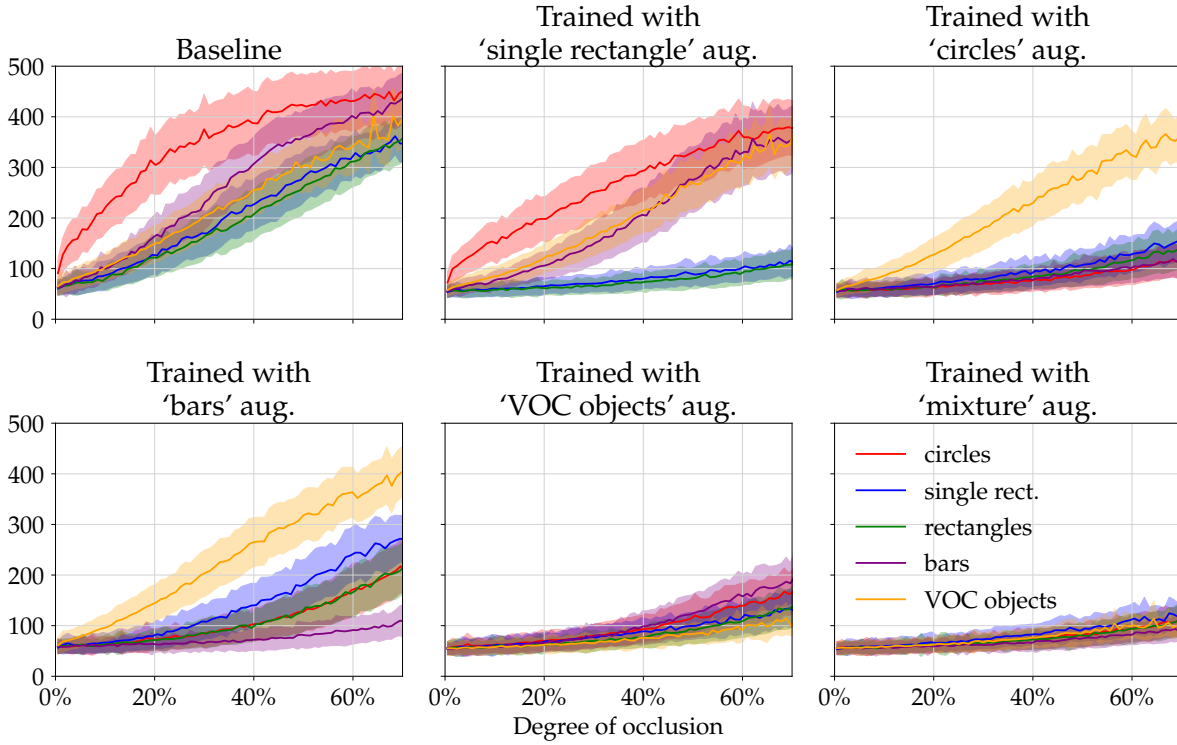 Baseline
Trained with
‘single rectangle’ aug.
Trained with
‘circles’ aug.
500
400
300
200
100
0
Trained with
‘bars’ aug.
Trained with
‘VOC objects’ aug.
Trained with
‘mixture’ aug.
500
400
300
200
100
0
circles
single rect.
rectangles
bars
VOC objects
0% 20% 40% 60% 0% 20% 40% 60% 0% 20% 40% 60%
Degree of occlusion